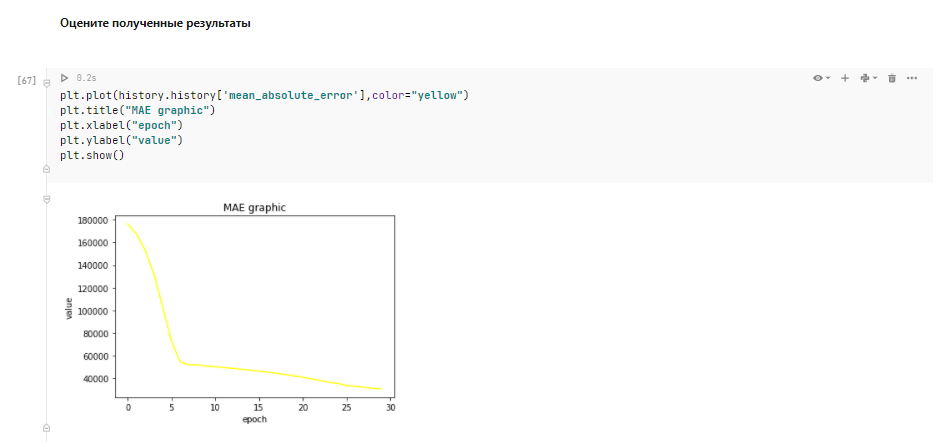 Оцените полученные результаты
[67]
0.2s
plt.plot(history.history['mean_absolute_error'],color="yellow")
plt.title("MAE graphic")
plt.xlabel("epoch")
plt.ylabel("value")
plt.show()
MAE graphic
180000
160000
140000
120000
100000
80000
60000
40000
value
0 5 10 15 20 25 30
epoch